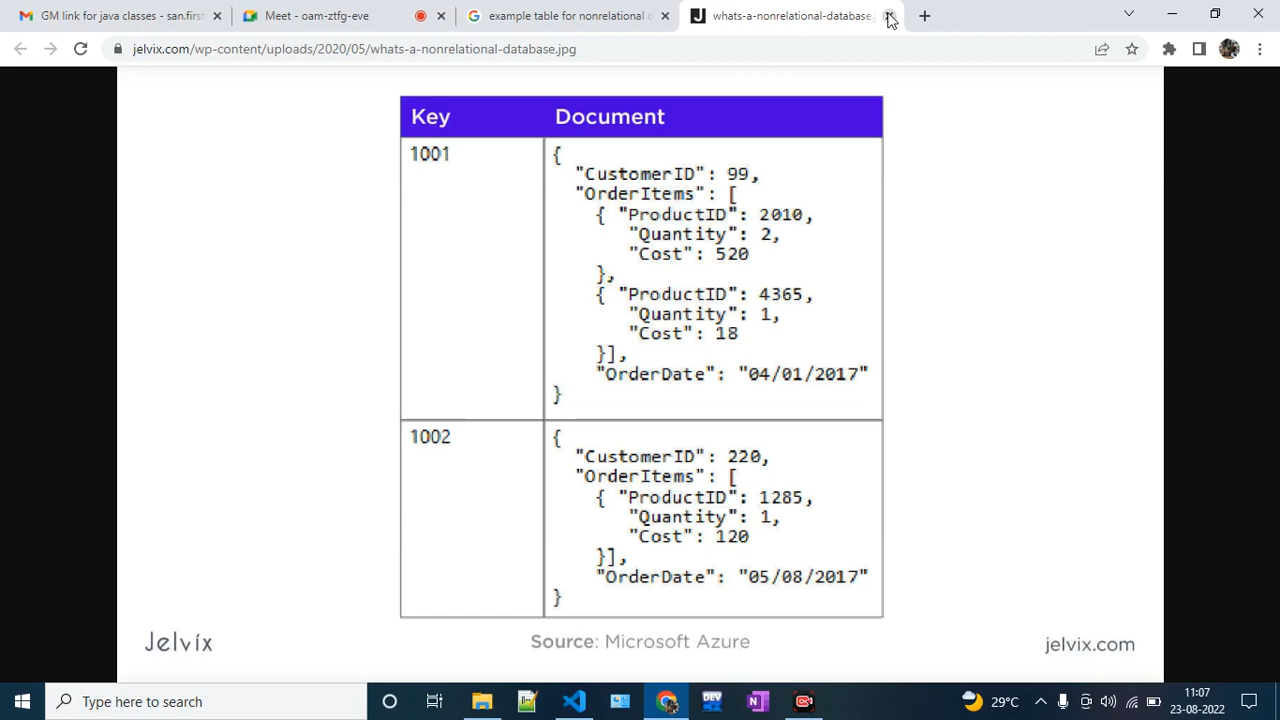 GM link for java classes - san.first
Meet - oam-ztfg-eve
example table for nonrelational d
whats-a-nonrelational-database.j
jelvix.com/wp-content/uploads/2020/05/whats-a-nonrelational-database.jpg
Key Document
1001
{
"CustomerID": 99,
"OrderItems": [
{ "ProductID": 2010,
"Quantity": 2,
"Cost": 520
},
{ "ProductID": 4365,
"Quantity": 1,
"Cost": 18
}],
"OrderDate": "04/01/2017"
}
1002
{
"CustomerID": 220,
"OrderItems": [
{ "ProductID": 1285,
"Quantity": 1,
"Cost": 120
}],
"OrderDate": "05/08/2017"
}
Jelvix
Source: Microsoft Azure
jelvix.com
Type here to search
DEV
29°C
11:07
23-08-2022